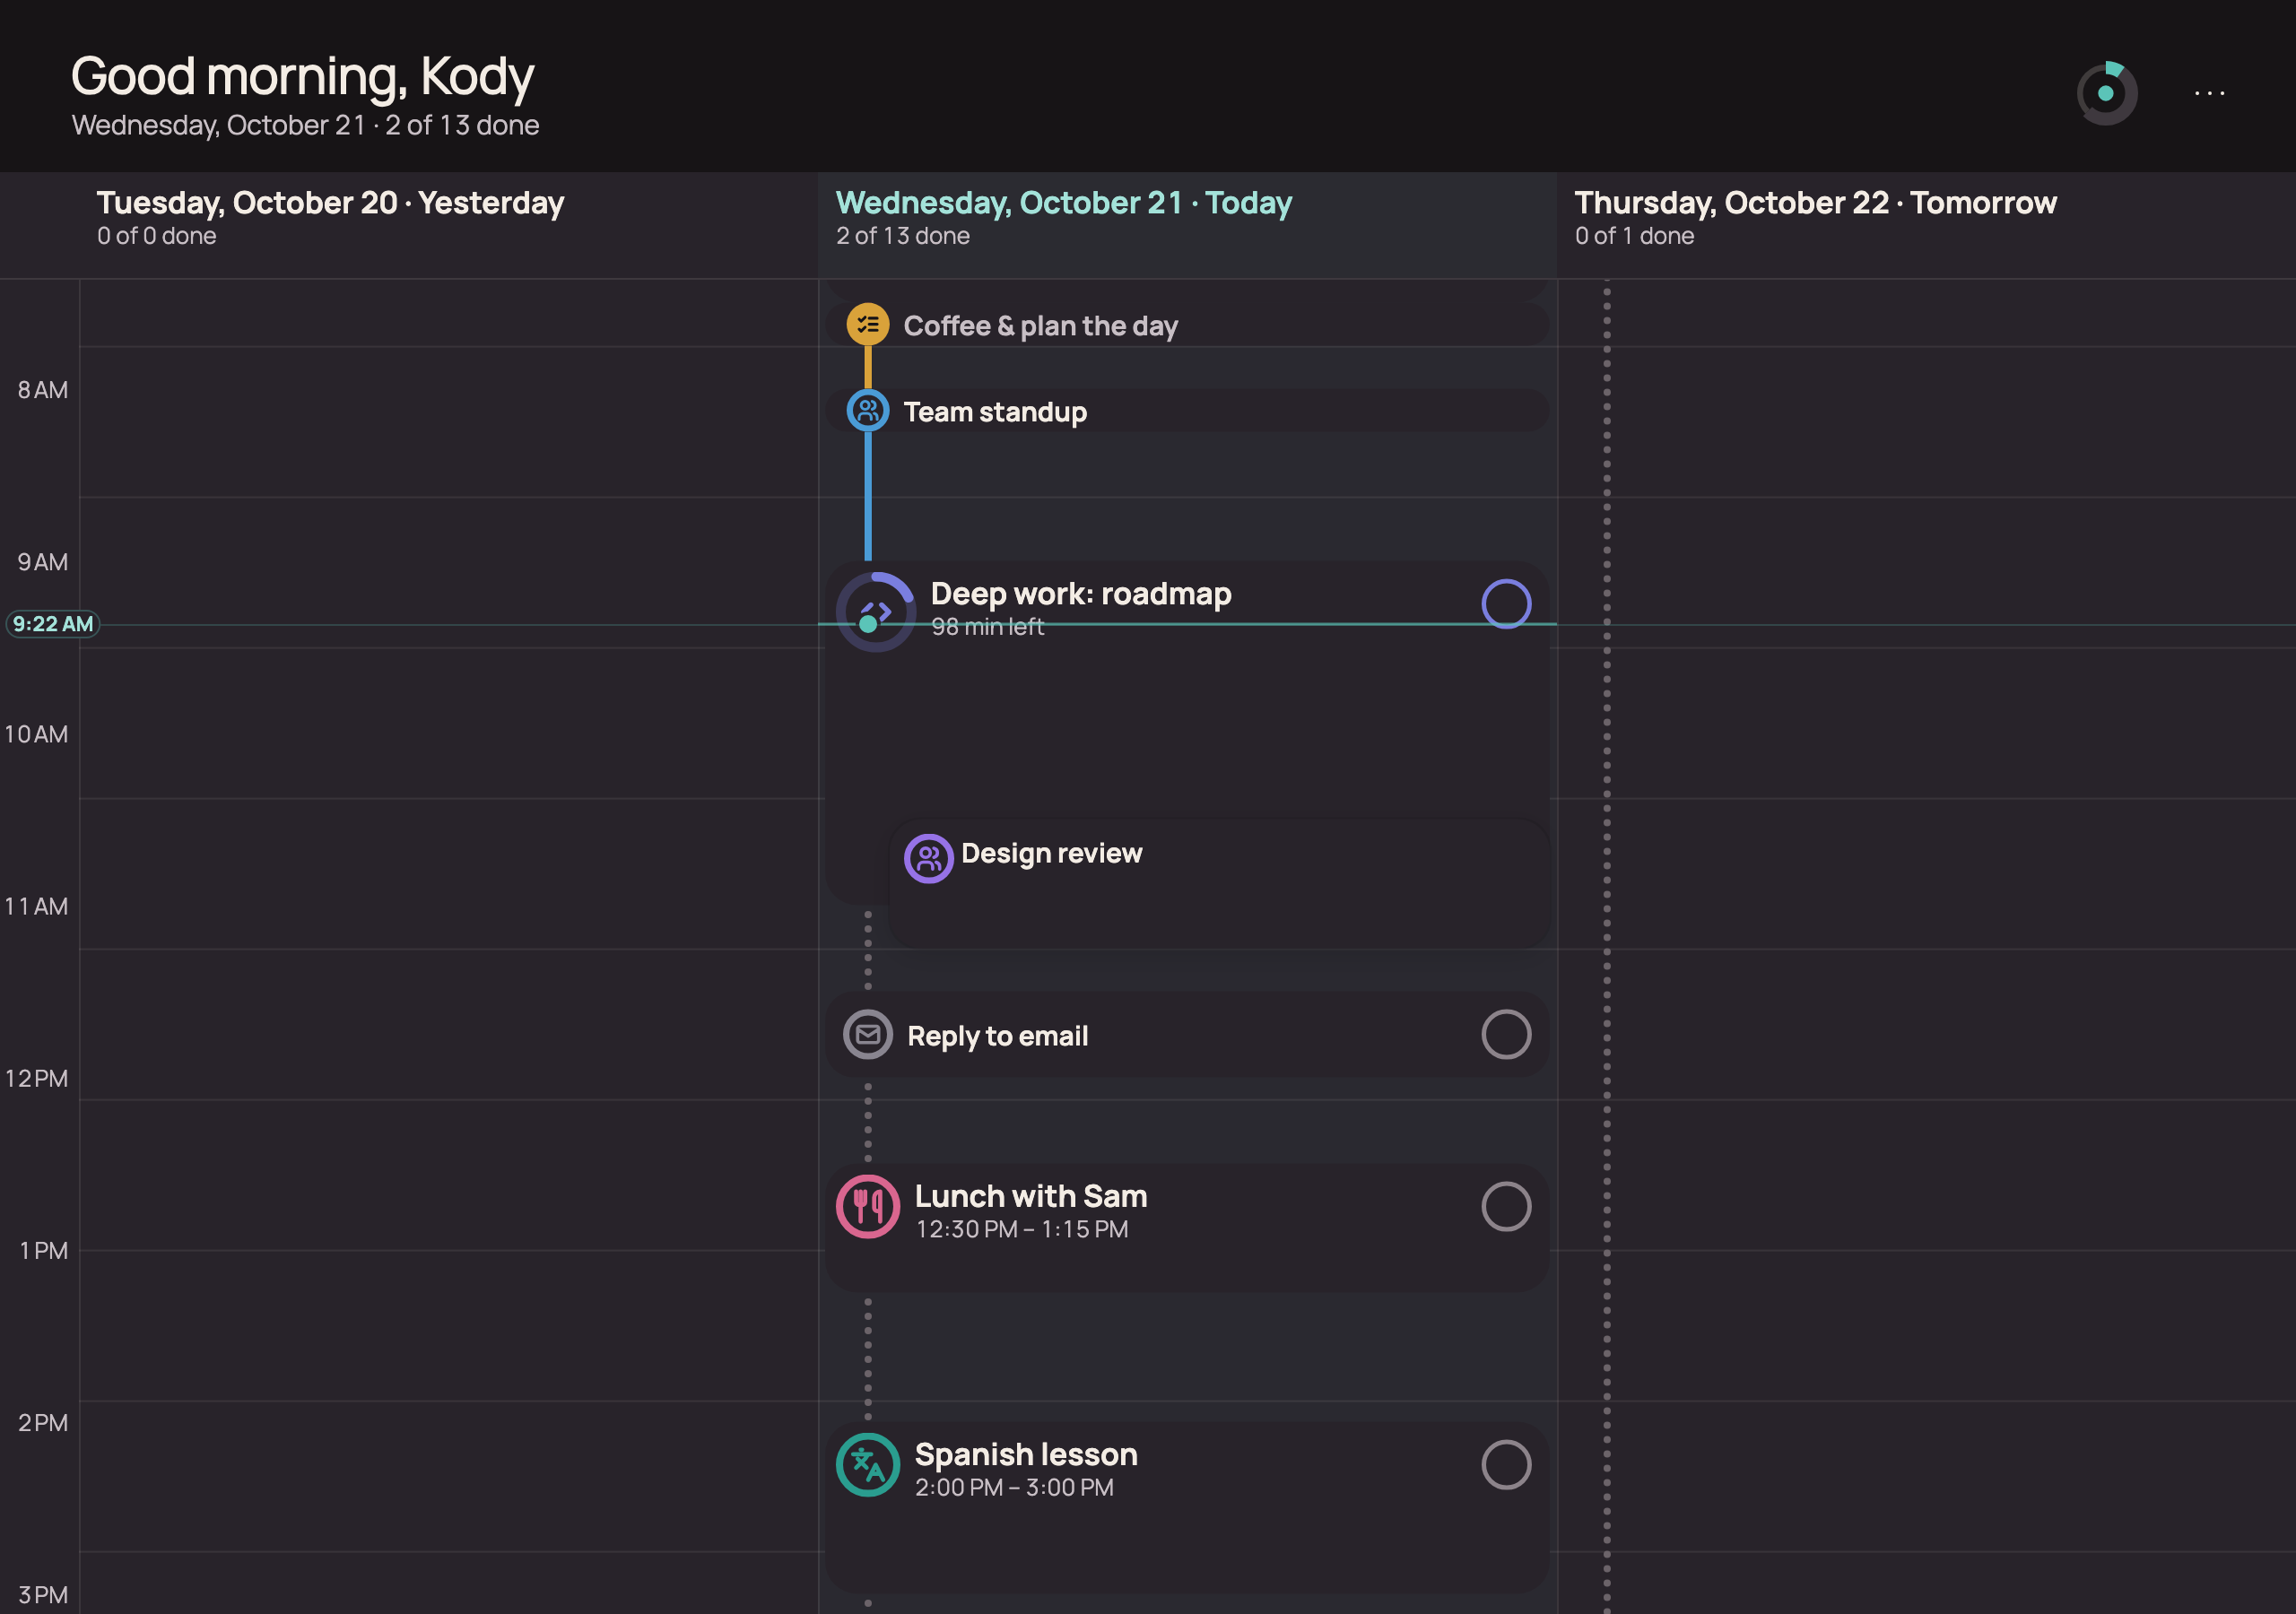 Good morning, Kody
Wednesday, October 21 · 2 of 13 done
Tuesday, October 20 · Yesterday
0 of 0 done
Wednesday, October 21 · Today
2 of 13 done
Thursday, October 22 · Tomorrow
0 of 1 done
Coffee & plan the day
8 AM
Team standup
9 AM
Deep work: roadmap
9:22 AM
98 min left
10 AM
Design review
11 AM
Reply to email
12 PM
Lunch with Sam
12:30 PM – 1:15 PM
1 PM
2 PM
Spanish lesson
2:00 PM – 3:00 PM
3 PM